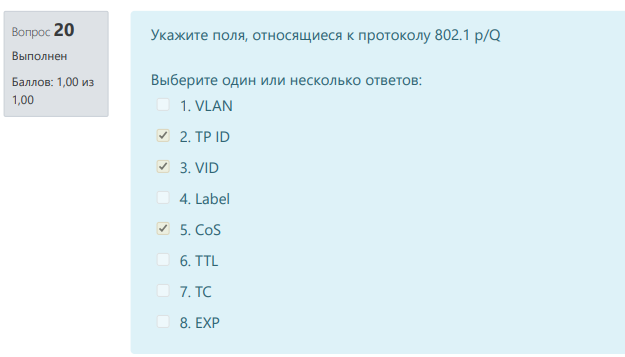 Вопрос 20
Выполнен
Баллов: 1,00 из
1,00
Укажите поля, относящиеся к протоколу 802.1 p/Q
Выберите один или несколько ответов:
1. VLAN
2. TP ID
3. VID
4. Label
5. CoS
6. TTL
7. TC
8. EXP